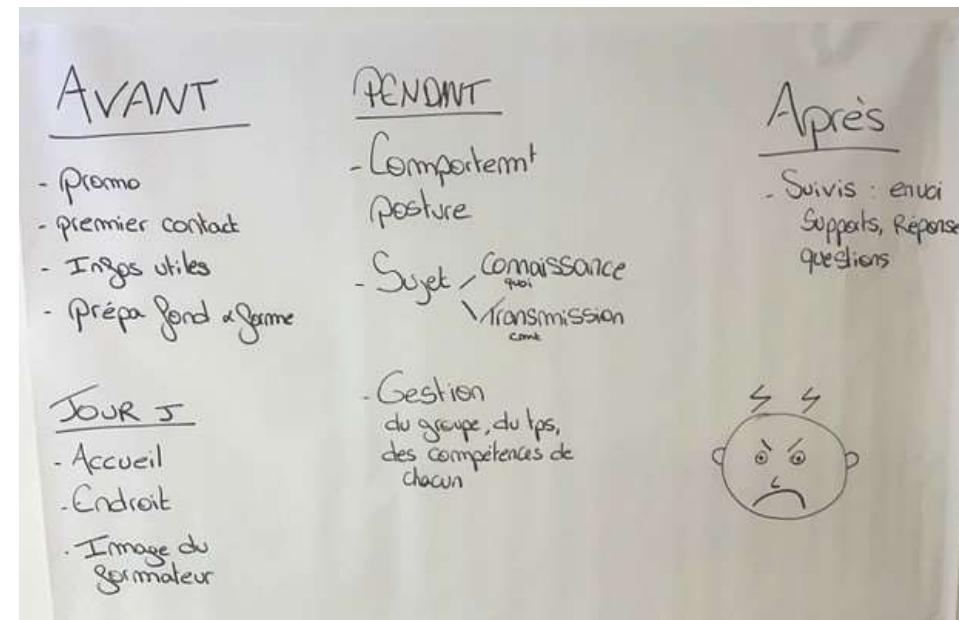 AVANT
- promo
- premier contact
- Infos utiles
- Prépa fond & forme
JOUR J
- Accueil
- Endroit
- Image du
formateur
PENDANT
- Comportemt
posture
- Sujet
Connaissance
quoi
Transmission
comt
- Gestion
du groupe, du tps,
des compétences de
chacun
Après
- Suivis : envoi
Supports, Réponse
questions